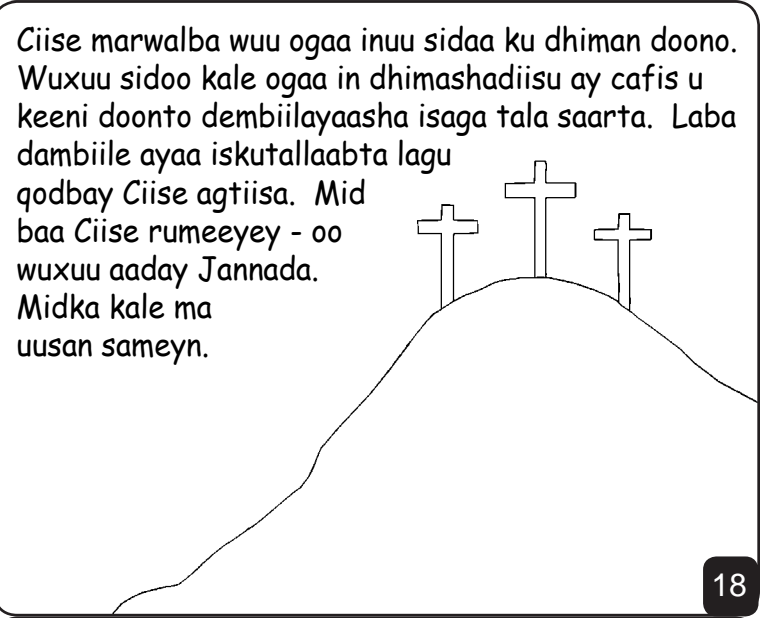 Ciise marwalba wuu ogaa inuu sidaa ku dhiman doono.
Wuxuu sidoo kale ogaa in dhimashadiisu ay cafis u
keeni doonto dembiilayaasha isaga tala saarta. Laba
dambiile ayaa iskutallaabta lagu
qodbay Ciise agtiisa. Mid
baa Ciise rumeeyey - oo
wuxuu aaday Jannada.
Midka kale ma
uusan sameyn.
18